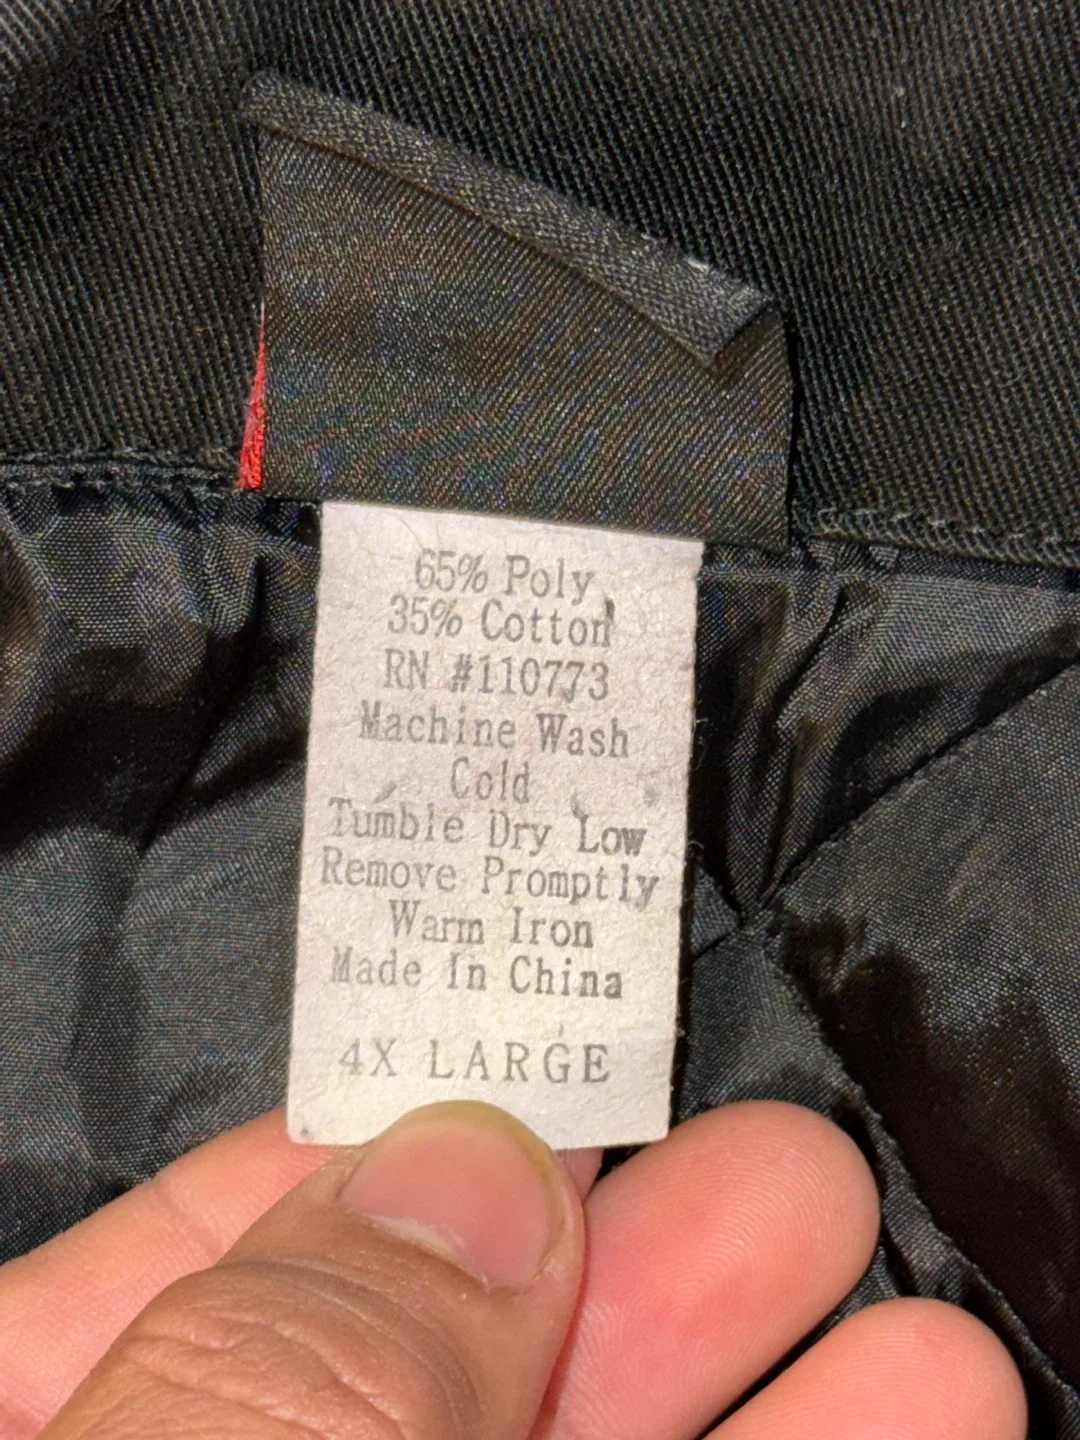 65% Poly
35% Cotton
RN #110773
Machine Wash
Cold
Tumble Dry Low
Remove Promptly
Warm Iron
Made In China
4X LARGE